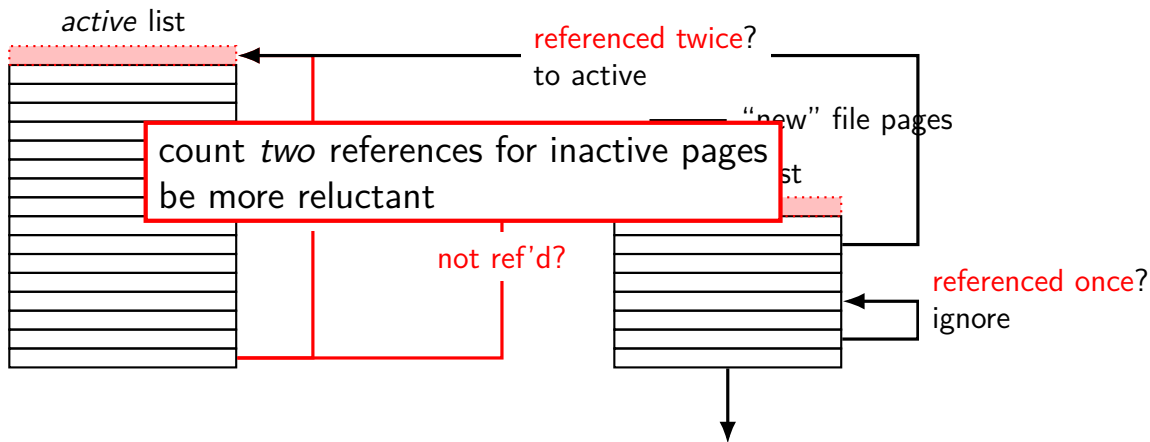 active list
referenced twice?
to active
“new” file pages
count two references for inactive pages
be more reluctant
not ref'd?
referenced once?
ignore